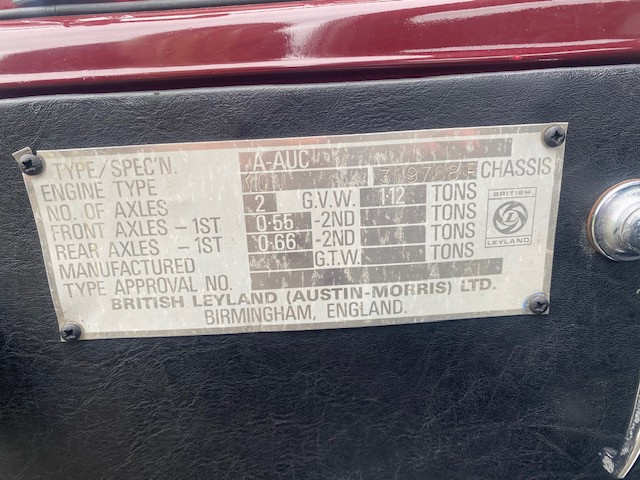 TYPE/SPEC'N. A-AUC
ENGINE TYPE CHASSIS
NO. OF AXLES 2 G.V.W. 1·12 TONS
FRONT AXLES - 1ST 0·55 -2ND TONS
REAR AXLES - 1ST 0·66 -2ND TONS
MANUFACTURED G.T.W. TONS
TYPE APPROVAL NO.
BRITISH LEYLAND (AUSTIN-MORRIS) LTD.
BIRMINGHAM, ENGLAND.
BRITISH
LEYLAND